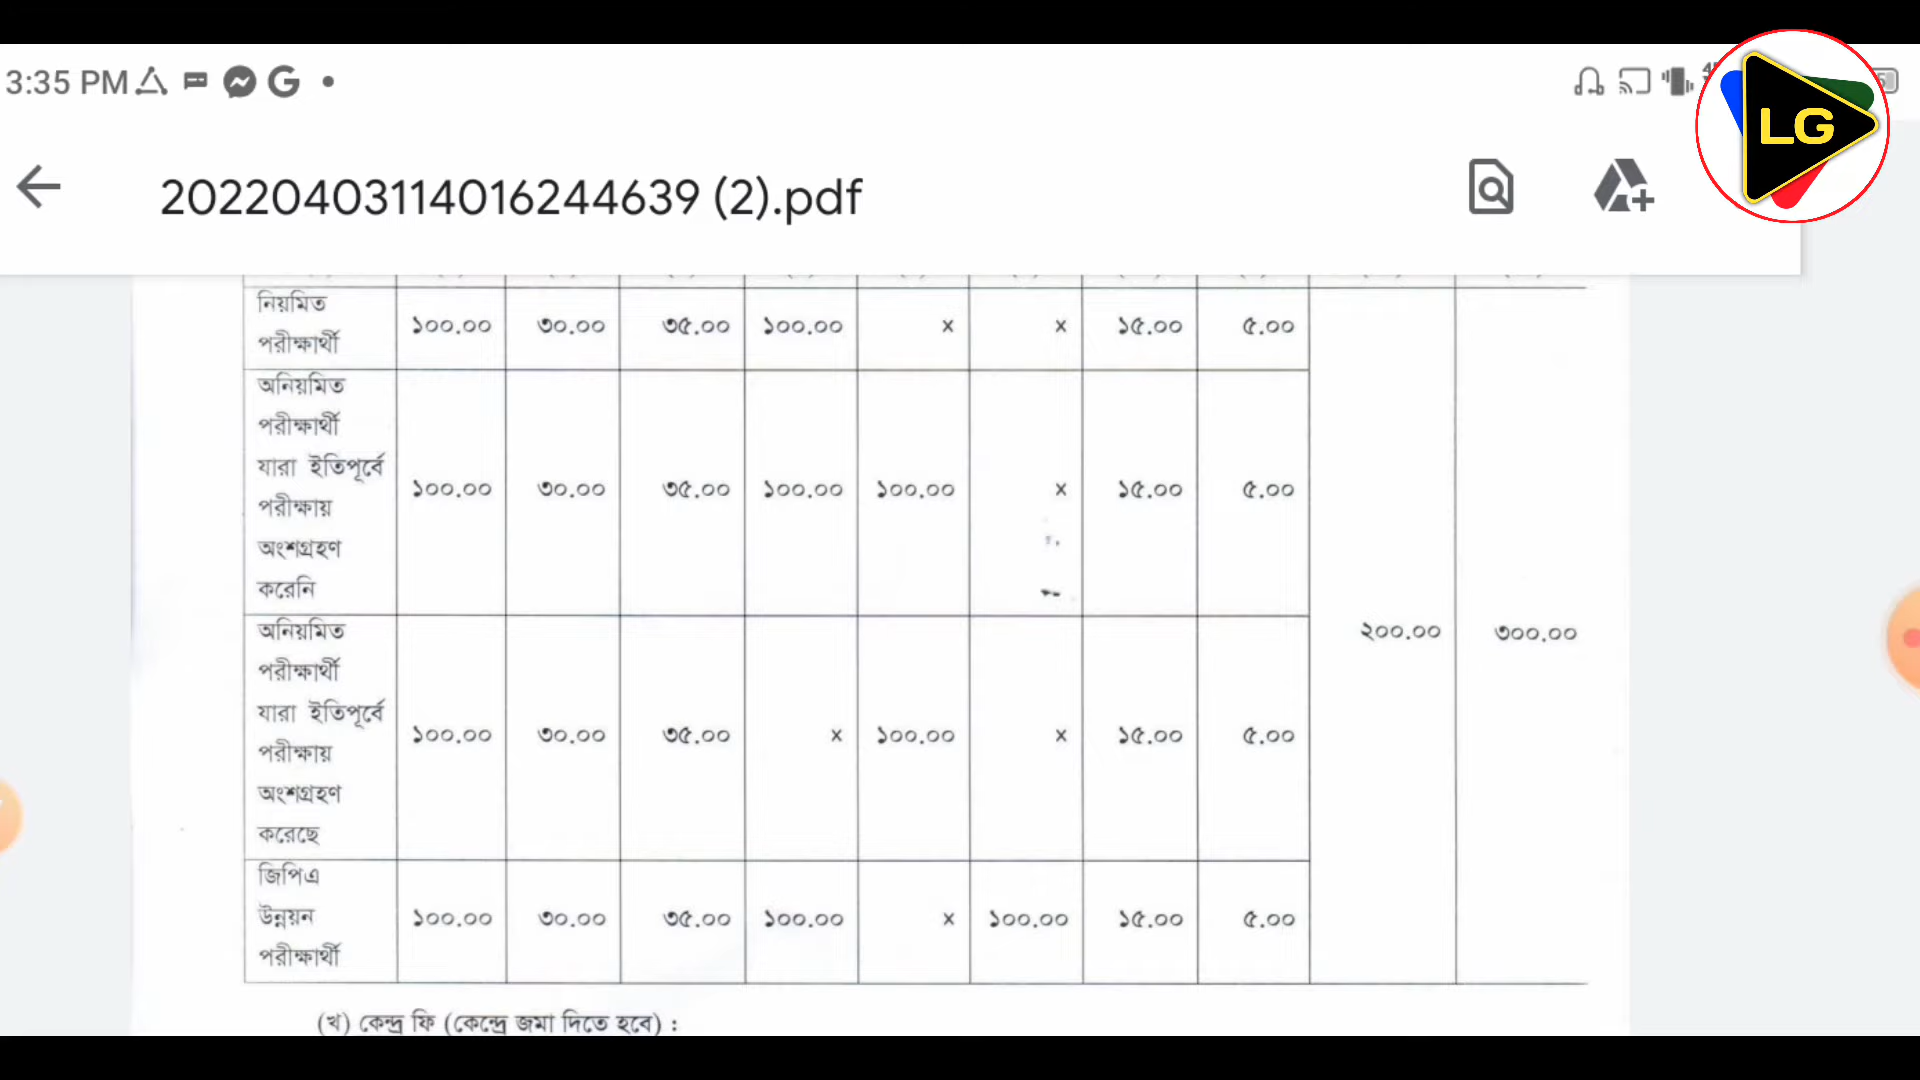 3:35 PM
20220403114016244639 (2).pdf
LG
নিয়মিত
পরীক্ষার্থী
১০০.০০ ৩০.০০ ৩৫.০০ ১০০.০০ × × ১৫.০০ ৫.০০
অনিয়মিত
পরীক্ষার্থী
যারা ইতিপূর্বে
পরীক্ষায়
অংশগ্রহণ
করেনি
১০০.০০ ৩০.০০ ৩৫.০০ ১০০.০০ ১০০.০০ × ১৫.০০ ৫.০০
অনিয়মিত
পরীক্ষার্থী
যারা ইতিপূর্বে
পরীক্ষায়
অংশগ্রহণ
করেছে
১০০.০০ ৩০.০০ ৩৫.০০ × ১০০.০০ × ১৫.০০ ৫.০০
জিপিএ
উন্নয়ন
পরীক্ষার্থী
১০০.০০ ৩০.০০ ৩৫.০০ ১০০.০০ × ১০০.০০ ১৫.০০ ৫.০০
২০০.০০ ৩০০.০০
(খ) কেন্দ্র ফি (কেন্দ্রে জমা দিতে হবে) :